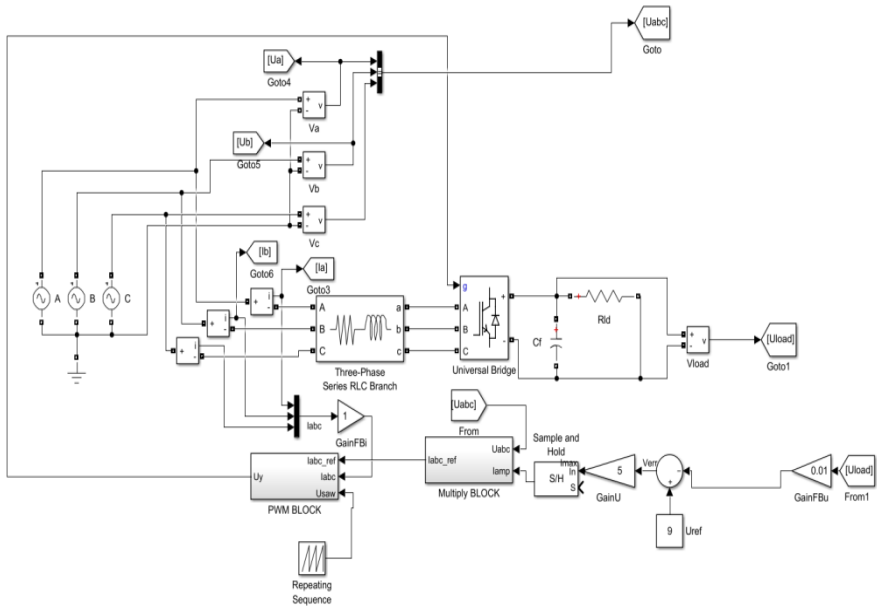 [Uabc]
Goto
[Ua]
Goto4
+
-
v
Va
[Ub]
Goto5
+
-
v
Vb
+
-
v
Vc
[Ib]
Goto6
[Ia]
Goto3
A
B
C
+
i
-
+
i
-
+
i
-
A
B
C
a
b
c
Three-Phase
Series RLC Branch
g
A
B
C
+
-
Universal Bridge
+
Cf
+
Rld
+
-
v
Vload
[Uload]
Goto1
Iabc
1
GainFBi
[Uabc]
From
Uy
Iabc_ref
Iabc
Usaw
PWM BLOCK
Iabc_ref
Uabc
Iamp
Multiply BLOCK
Sample and
Hold
S/H
In
S
Imax
5
GainU
Verr
-
+
9
Uref
0.01
GainFBu
[Uload]
From1
Repeating
Sequence